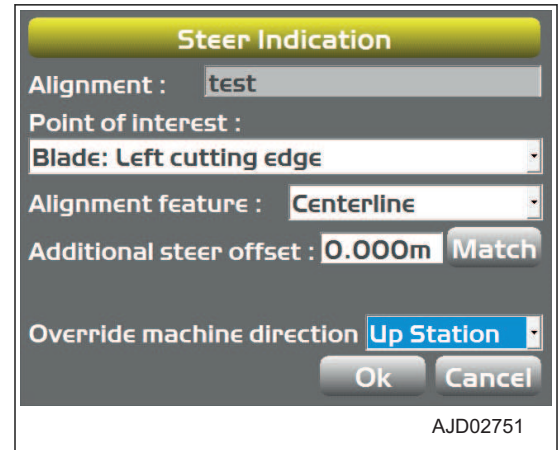 Steer Indication
Alignment : test
Point of interest :
Blade: Left cutting edge
Alignment feature : Centerline
Additional steer offset : 0.000m Match
Override machine direction Up Station
Ok Cancel
AJD02751